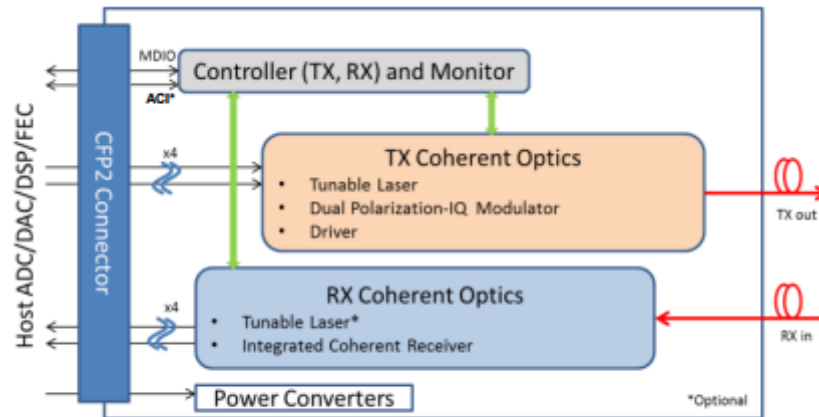 MDIO
ACI*
Controller (TX, RX) and Monitor
Host ADC/DAC/DSP/FEC
CFP2 Connector
x4
TX Coherent Optics
• Tunable Laser
• Dual Polarization-IQ Modulator
• Driver
TX out
x4
RX Coherent Optics
• Tunable Laser*
• Integrated Coherent Receiver
RX in
Power Converters
*Optional